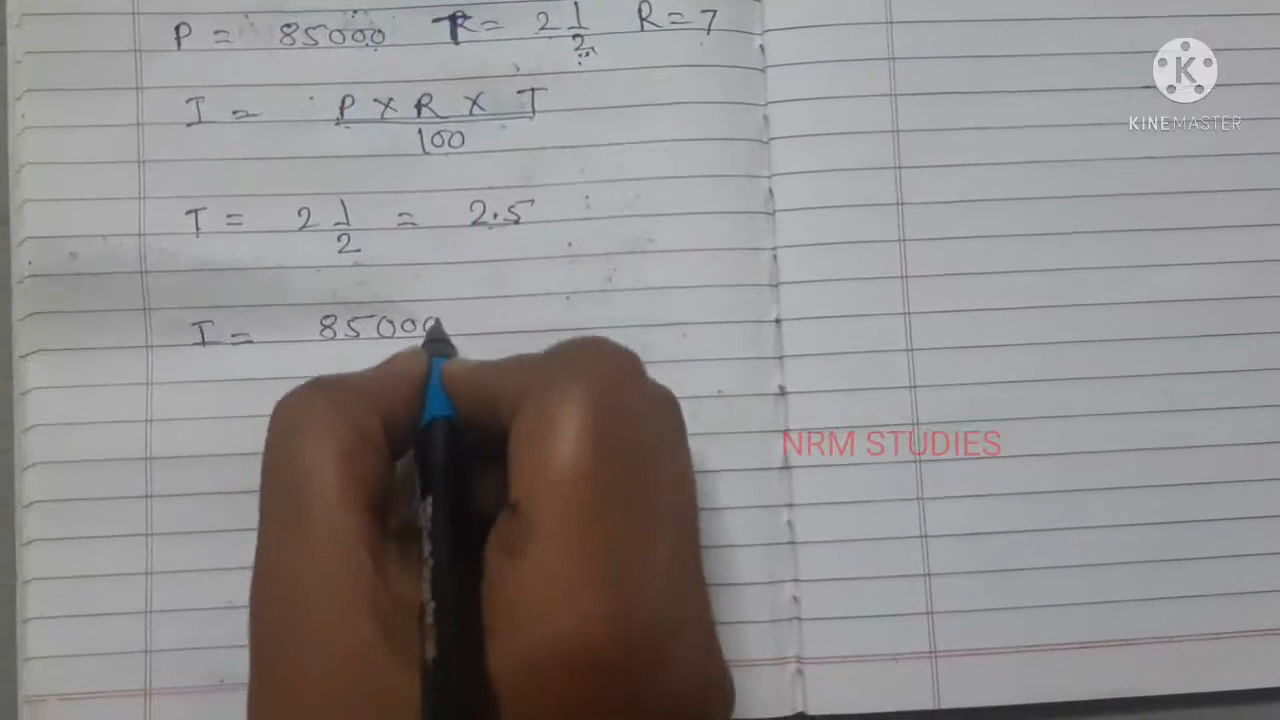 P = 85000 T = 2 1/2 R = 7
I = P × R × T / 100
T = 2 1/2 = 2.5
I = 85000
K
KINEMASTER
NRM STUDIES